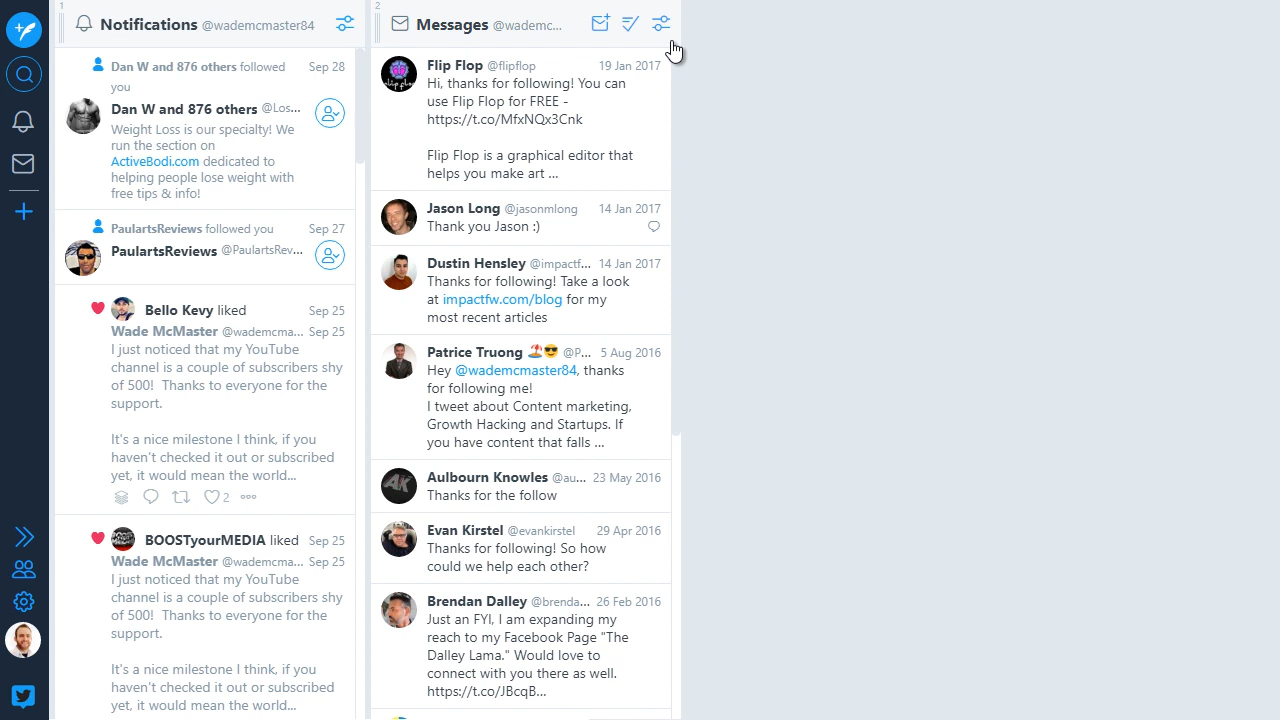 1
Notifications @wademcmaster84
Dan W and 876 others followed you Sep 28
Dan W and 876 others @Los...
Weight Loss is our specialty! We
run the section on
ActiveBodi.com dedicated to
helping people lose weight with
free tips & info!
PaulartsReviews followed you Sep 27
PaulartsReviews @PaulartsRev...
Bello Kevy liked Sep 25
Wade McMaster @wademcma... Sep 25
I just noticed that my YouTube
channel is a couple of subscribers shy
of 500! Thanks to everyone for the
support.
It's a nice milestone I think, if you
haven't checked it out or subscribed
yet, it would mean the world...
2
BOOSTyourMEDIA liked Sep 25
Wade McMaster @wademcma... Sep 25
I just noticed that my YouTube
channel is a couple of subscribers shy
of 500! Thanks to everyone for the
support.
It's a nice milestone I think, if you
haven't checked it out or subscribed
yet, it would mean the world...
2
Messages @wademc...
Flip Flop @flipflop 19 Jan 2017
Hi, thanks for following! You can
use Flip Flop for FREE -
https://t.co/MfxNQx3Cnk
Flip Flop is a graphical editor that
helps you make art ...
Jason Long @jasonmlong 14 Jan 2017
Thank you Jason :)
Dustin Hensley @impactf... 14 Jan 2017
Thanks for following! Take a look
at impactfw.com/blog for my
most recent articles
Patrice Truong 🏖️😎 @P... 5 Aug 2016
Hey @wademcmaster84, thanks
for following me!
I tweet about Content marketing,
Growth Hacking and Startups. If
you have content that falls ...
Aulbourn Knowles @au... 23 May 2016
Thanks for the follow
Evan Kirstel @evankirstel 29 Apr 2016
Thanks for following! So how
could we help each other?
Brendan Dalley @brenda... 26 Feb 2016
Just an FYI, I am expanding my
reach to my Facebook Page "The
Dalley Lama." Would love to
connect with you there as well.
https://t.co/JBcqB...